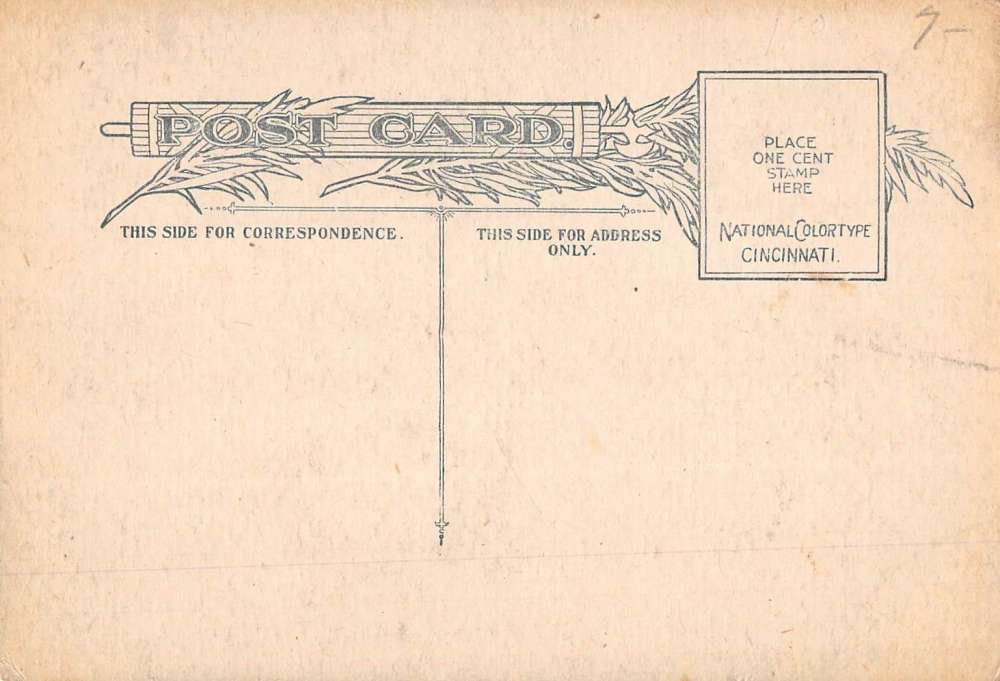 7-
POST CARD.
PLACE
ONE CENT
STAMP
HERE
NATIONAL COLORTYPE
CINCINNATI.
THIS SIDE FOR CORRESPONDENCE.
THIS SIDE FOR ADDRESS
ONLY.